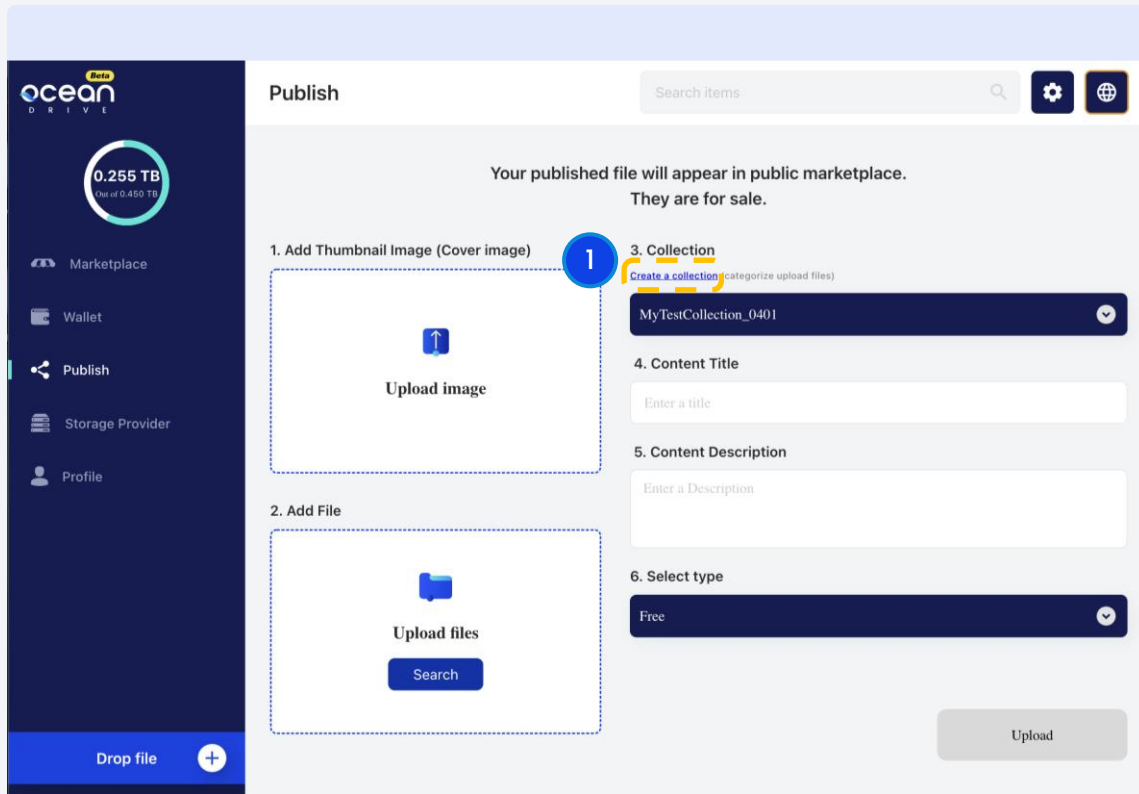 Beta
ocean
DRIVE
0.255 TB
Out of 0.450 TB
Marketplace
Wallet
Publish
Storage Provider
Profile
Drop file
Publish
Search items
Your published file will appear in public marketplace.
They are for sale.
1. Add Thumbnail Image (Cover image)
Upload image
2. Add File
Upload files
Search
1
3. Collection
Create a collection (categorize upload files)
MyTestCollection_0401
4. Content Title
Enter a title
5. Content Description
Enter a Description
6. Select type
Free
Upload